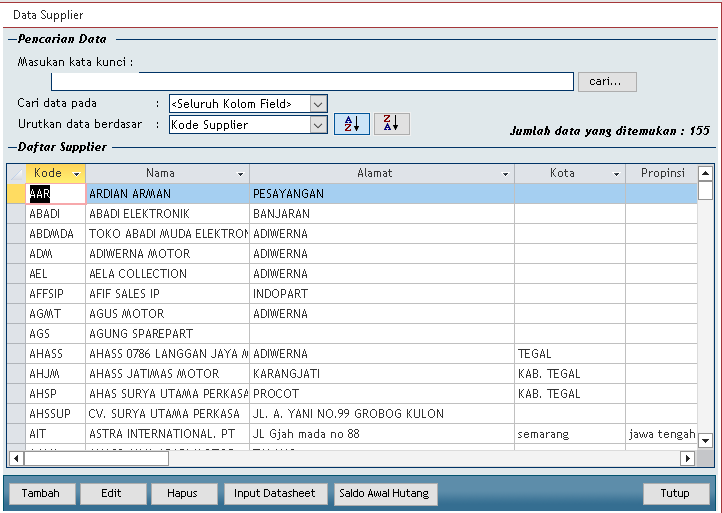 Data Supplier
Pencarian Data
Masukan kata kunci :
cari...
Cari data pada : <Seluruh Kolom Field>
Urutkan data berdasar : Kode Supplier A Z Z A
Jumlah data yang ditemukan : 155
Daftar Supplier
Kode Nama Alamat Kota Propinsi
AAR ARDIAN ARMAN PESAYANGAN
ABADI ABADI ELEKTRONIK BANJARAN
ABDMDA TOKO ABADI MUDA ELEKTRON ADIWERNA
ADM ADIWERNA MOTOR ADIWERNA
AEL AELA COLLECTION ADIWERNA
AFFSIP AFIF SALES IP INDOPART
AGMT AGUS MOTOR ADIWERNA
AGS AGUNG SPAREPART
AHASS AHASS 0786 LANGGAN JAYA M ADIWERNA TEGAL
AHJM AHASS JATIMAS MOTOR KARANGJATI KAB. TEGAL
AHSP AHAS SURYA UTAMA PERKASA PROCOT KAB. TEGAL
AHSSUP CV. SURYA UTAMA PERKASA JL. A. YANI NO.99 GROBOG KULON
AIT ASTRA INTERNATIONAL. PT JL Gjah mada no 88 semarang jawa tengah
Tambah Edit Hapus Input Datasheet Saldo Awal Hutang Tutup